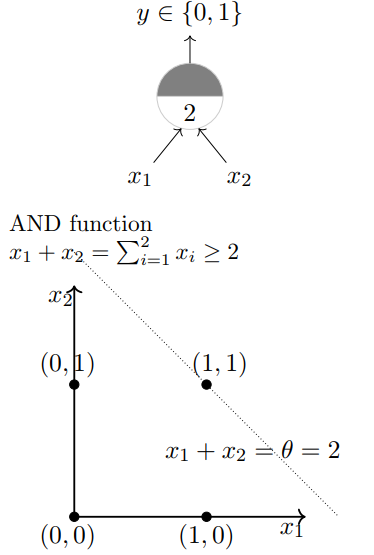 y ∈ {0, 1}
2
x₁ x₂
AND function
x₁ + x₂ = ∑²ᵢ₌₁ xᵢ ≥ 2
x₂
(0, 1) (1, 1)
x₁ + x₂ = θ = 2
x₁
(0, 0) (1, 0)